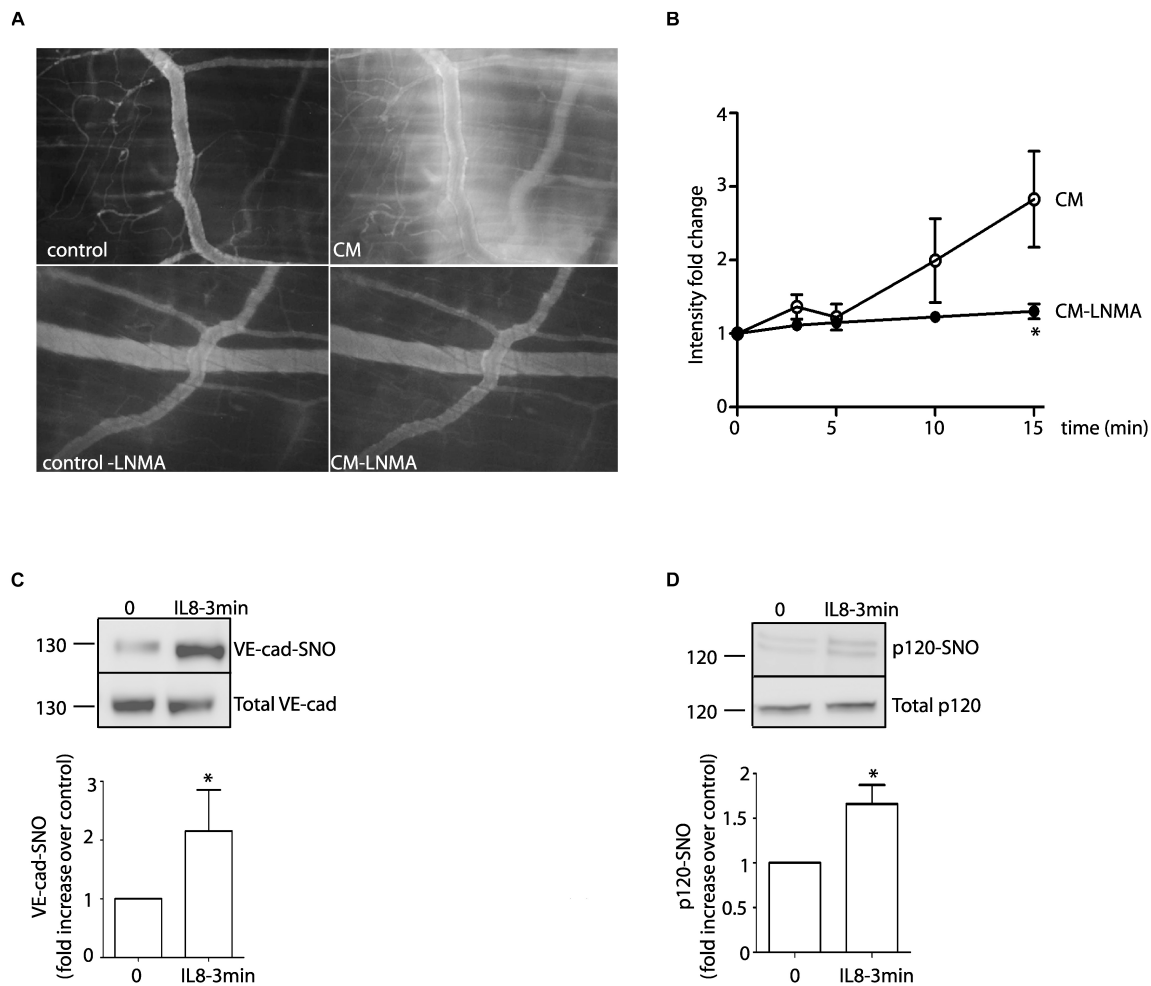 A
control
CM
control -LNMA
CM-LNMA
B
Intensity fold change
4
3
2
1
0
0 5 10 15 time (min)
CM
CM-LNMA
*
C
0 IL8-3min
130 VE-cad-SNO
130 Total VE-cad
VE-cad-SNO
(fold increase over control)
3
2
1
0
*
0 IL8-3min
D
0 IL8-3min
120 p120-SNO
120 Total p120
p120-SNO
(fold increase over control)
2
1.5
1
0.5
0
*
0 IL8-3min